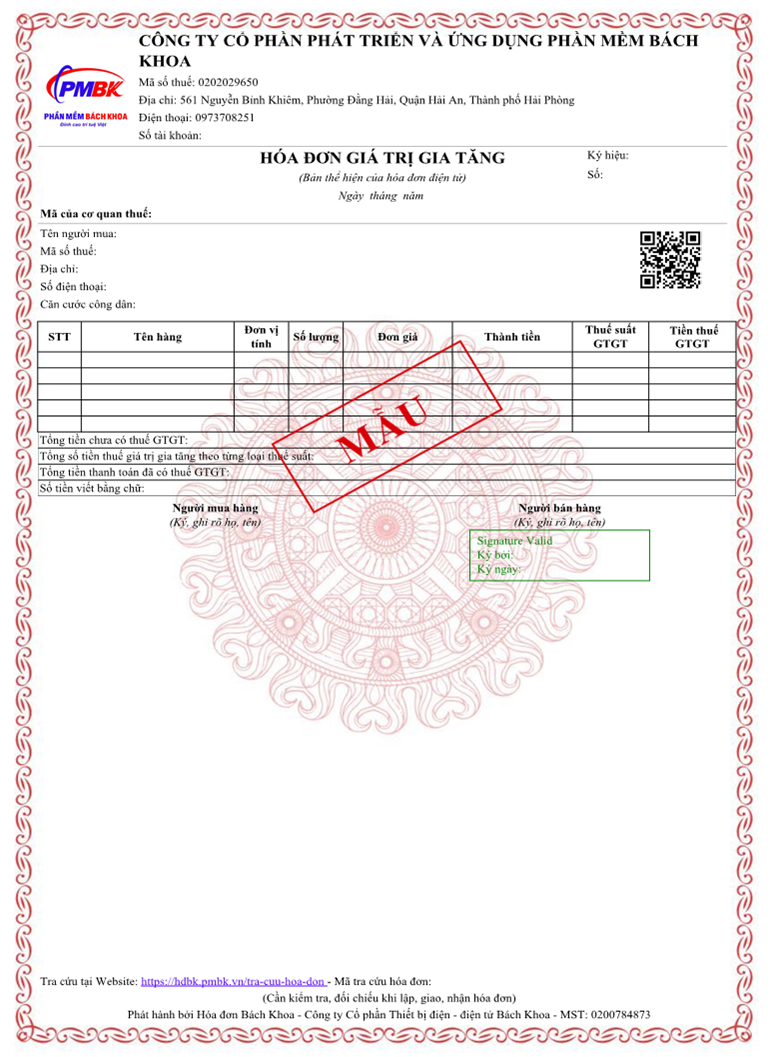 CÔNG TY CỔ PHẦN PHÁT TRIỂN VÀ ỨNG DỤNG PHẦN MỀM BÁCH
KHOA
PMBK
PHẦN MỀM BÁCH KHOA
Đỉnh cao trí tuệ Việt
Mã số thuế: 0202029650
Địa chỉ: 561 Nguyễn Bỉnh Khiêm, Phường Đằng Hải, Quận Hải An, Thành phố Hải Phòng
Điện thoại: 0973708251
Số tài khoản:
HÓA ĐƠN GIÁ TRỊ GIA TĂNG
Ký hiệu:
(Bản thể hiện của hóa đơn điện tử)
Số:
Ngày tháng năm
Mã của cơ quan thuế:
Tên người mua:
Mã số thuế:
Địa chỉ:
Số điện thoại:
Căn cước công dân:
STT Tên hàng Đơn vị tính Số lượng Đơn giá Thành tiền Thuế suất GTGT Tiền thuế GTGT
MẪU
Tổng tiền chưa có thuế GTGT:
Tổng số tiền thuế giá trị gia tăng theo từng loại thuế suất:
Tổng tiền thanh toán đã có thuế GTGT:
Số tiền viết bằng chữ:
Người mua hàng Người bán hàng
(Ký, ghi rõ họ, tên) (Ký, ghi rõ họ, tên)
Signature Valid
Ký bởi:
Ký ngày:
Tra cứu tại Website: https://hdbk.pmbk.vn/tra-cuu-hoa-don - Mã tra cứu hóa đơn:
(Cần kiểm tra, đối chiếu khi lập, giao, nhận hóa đơn)
Phát hành bởi Hóa đơn Bách Khoa - Công ty Cổ phần Thiết bị điện - điện tử Bách Khoa - MST: 0200784873